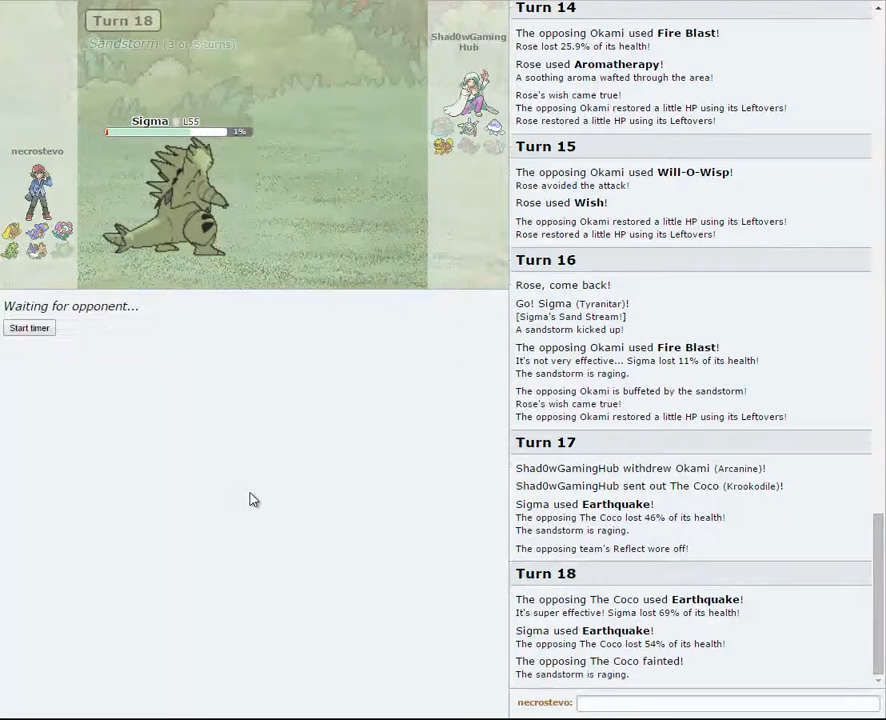 Turn 18
Sandstorm (3 or 6 turns)
Shad0wGaming
Hub
Sigma L55
1%
necrostevo
Waiting for opponent...
Start timer
Turn 14
The opposing Okami used Fire Blast!
Rose lost 25.9% of its health!
Rose used Aromatherapy!
A soothing aroma wafted through the area!
Rose's wish came true!
The opposing Okami restored a little HP using its Leftovers!
Rose restored a little HP using its Leftovers!
Turn 15
The opposing Okami used Will-O-Wisp!
Rose avoided the attack!
Rose used Wish!
The opposing Okami restored a little HP using its Leftovers!
Rose restored a little HP using its Leftovers!
Turn 16
Rose, come back!
Go! Sigma (Tyranitar)!
[Sigma's Sand Stream!]
A sandstorm kicked up!
The opposing Okami used Fire Blast!
It's not very effective... Sigma lost 11% of its health!
The sandstorm is raging.
The opposing Okami is buffeted by the sandstorm!
Rose's wish came true!
The opposing Okami restored a little HP using its Leftovers!
Turn 17
Shad0wGamingHub withdrew Okami (Arcanine)!
Shad0wGamingHub sent out The Coco (Krookodile)!
Sigma used Earthquake!
The opposing The Coco lost 46% of its health!
The sandstorm is raging.
The opposing team's Reflect wore off!
Turn 18
The opposing The Coco used Earthquake!
It's super effective! Sigma lost 69% of its health!
Sigma used Earthquake!
The opposing The Coco lost 54% of its health!
The opposing The Coco fainted!
The sandstorm is raging.
necrostevo: